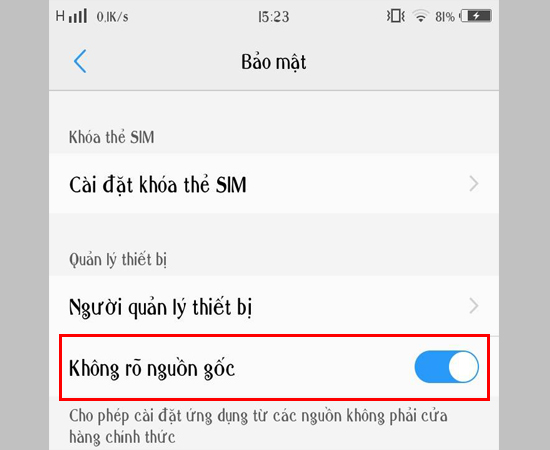 H 0.1K/s 15:23 81%
Bảo mật
Khóa thẻ SIM
Cài đặt khóa thẻ SIM
Quản lý thiết bị
Người quản lý thiết bị
Không rõ nguồn gốc
Cho phép cài đặt ứng dụng từ các nguồn không phải cửa
hàng chính thức